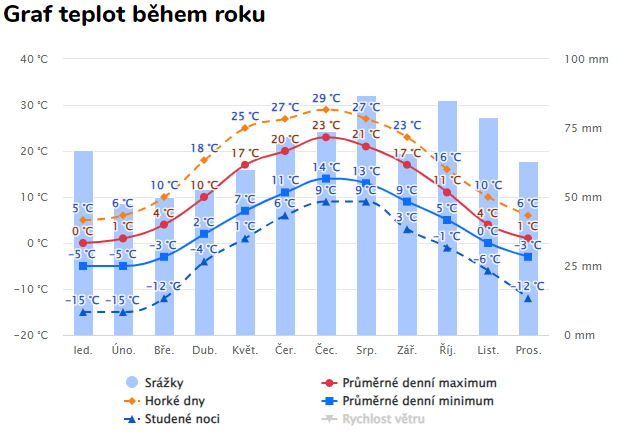 Graf teplot během roku
40 °C
100 mm
30 °C
75 mm
20 °C
50 mm
10 °C
25 mm
0 °C
0 mm
-10 °C
-20 °C
5 °C 6 °C 10 °C 18 °C 25 °C 27 °C 29 °C 27 °C 23 °C 16 °C 10 °C 6 °C
0 °C 1 °C 4 °C 10 °C 17 °C 20 °C 23 °C 21 °C 17 °C 11 °C 4 °C 1 °C
-5 °C -5 °C -3 °C 2 °C 7 °C 11 °C 14 °C 13 °C 9 °C 5 °C 0 °C -3 °C
-15 °C -15 °C -12 °C -4 °C 1 °C 6 °C 9 °C 9 °C 3 °C -1 °C -6 °C -12 °C
led. Úno. Bře. Dub. Květ. Čer. Čec. Srp. Zář. Říj. List. Pros.
Srážky Průměrné denní maximum
Horké dny Průměrné denní minimum
Studené noci Rychlost větru